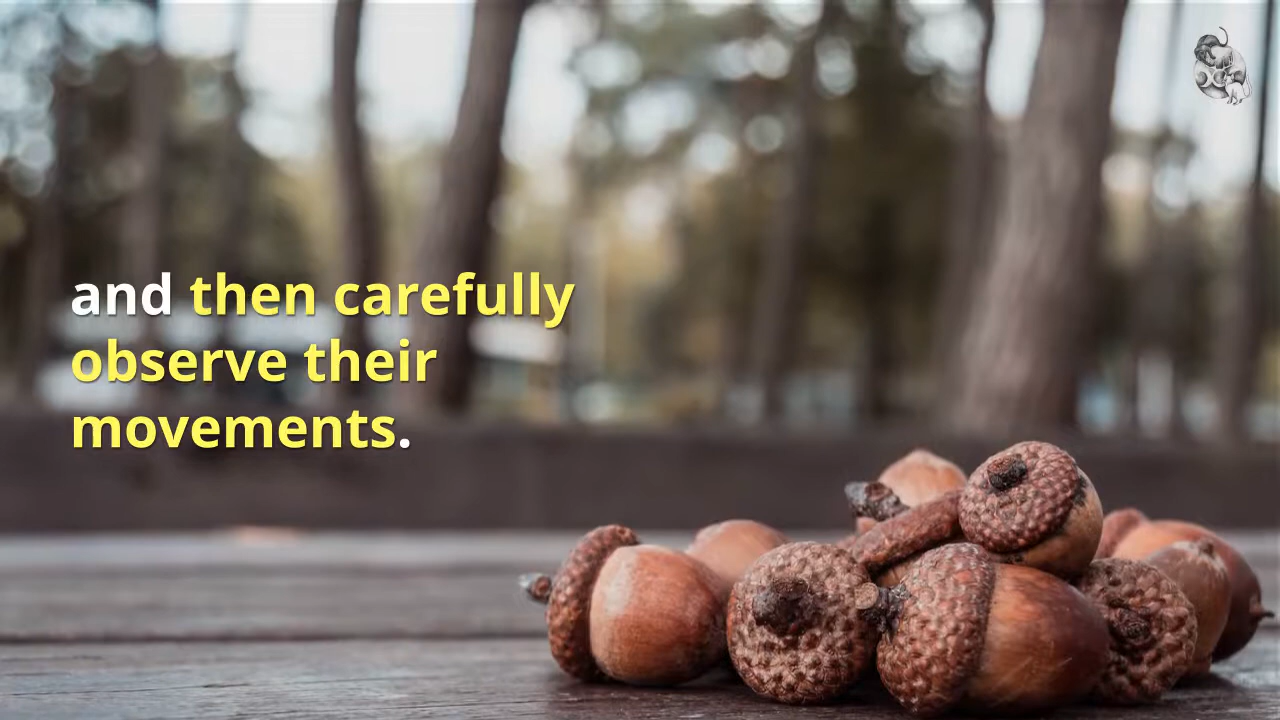 and then carefully
observe their
movements.